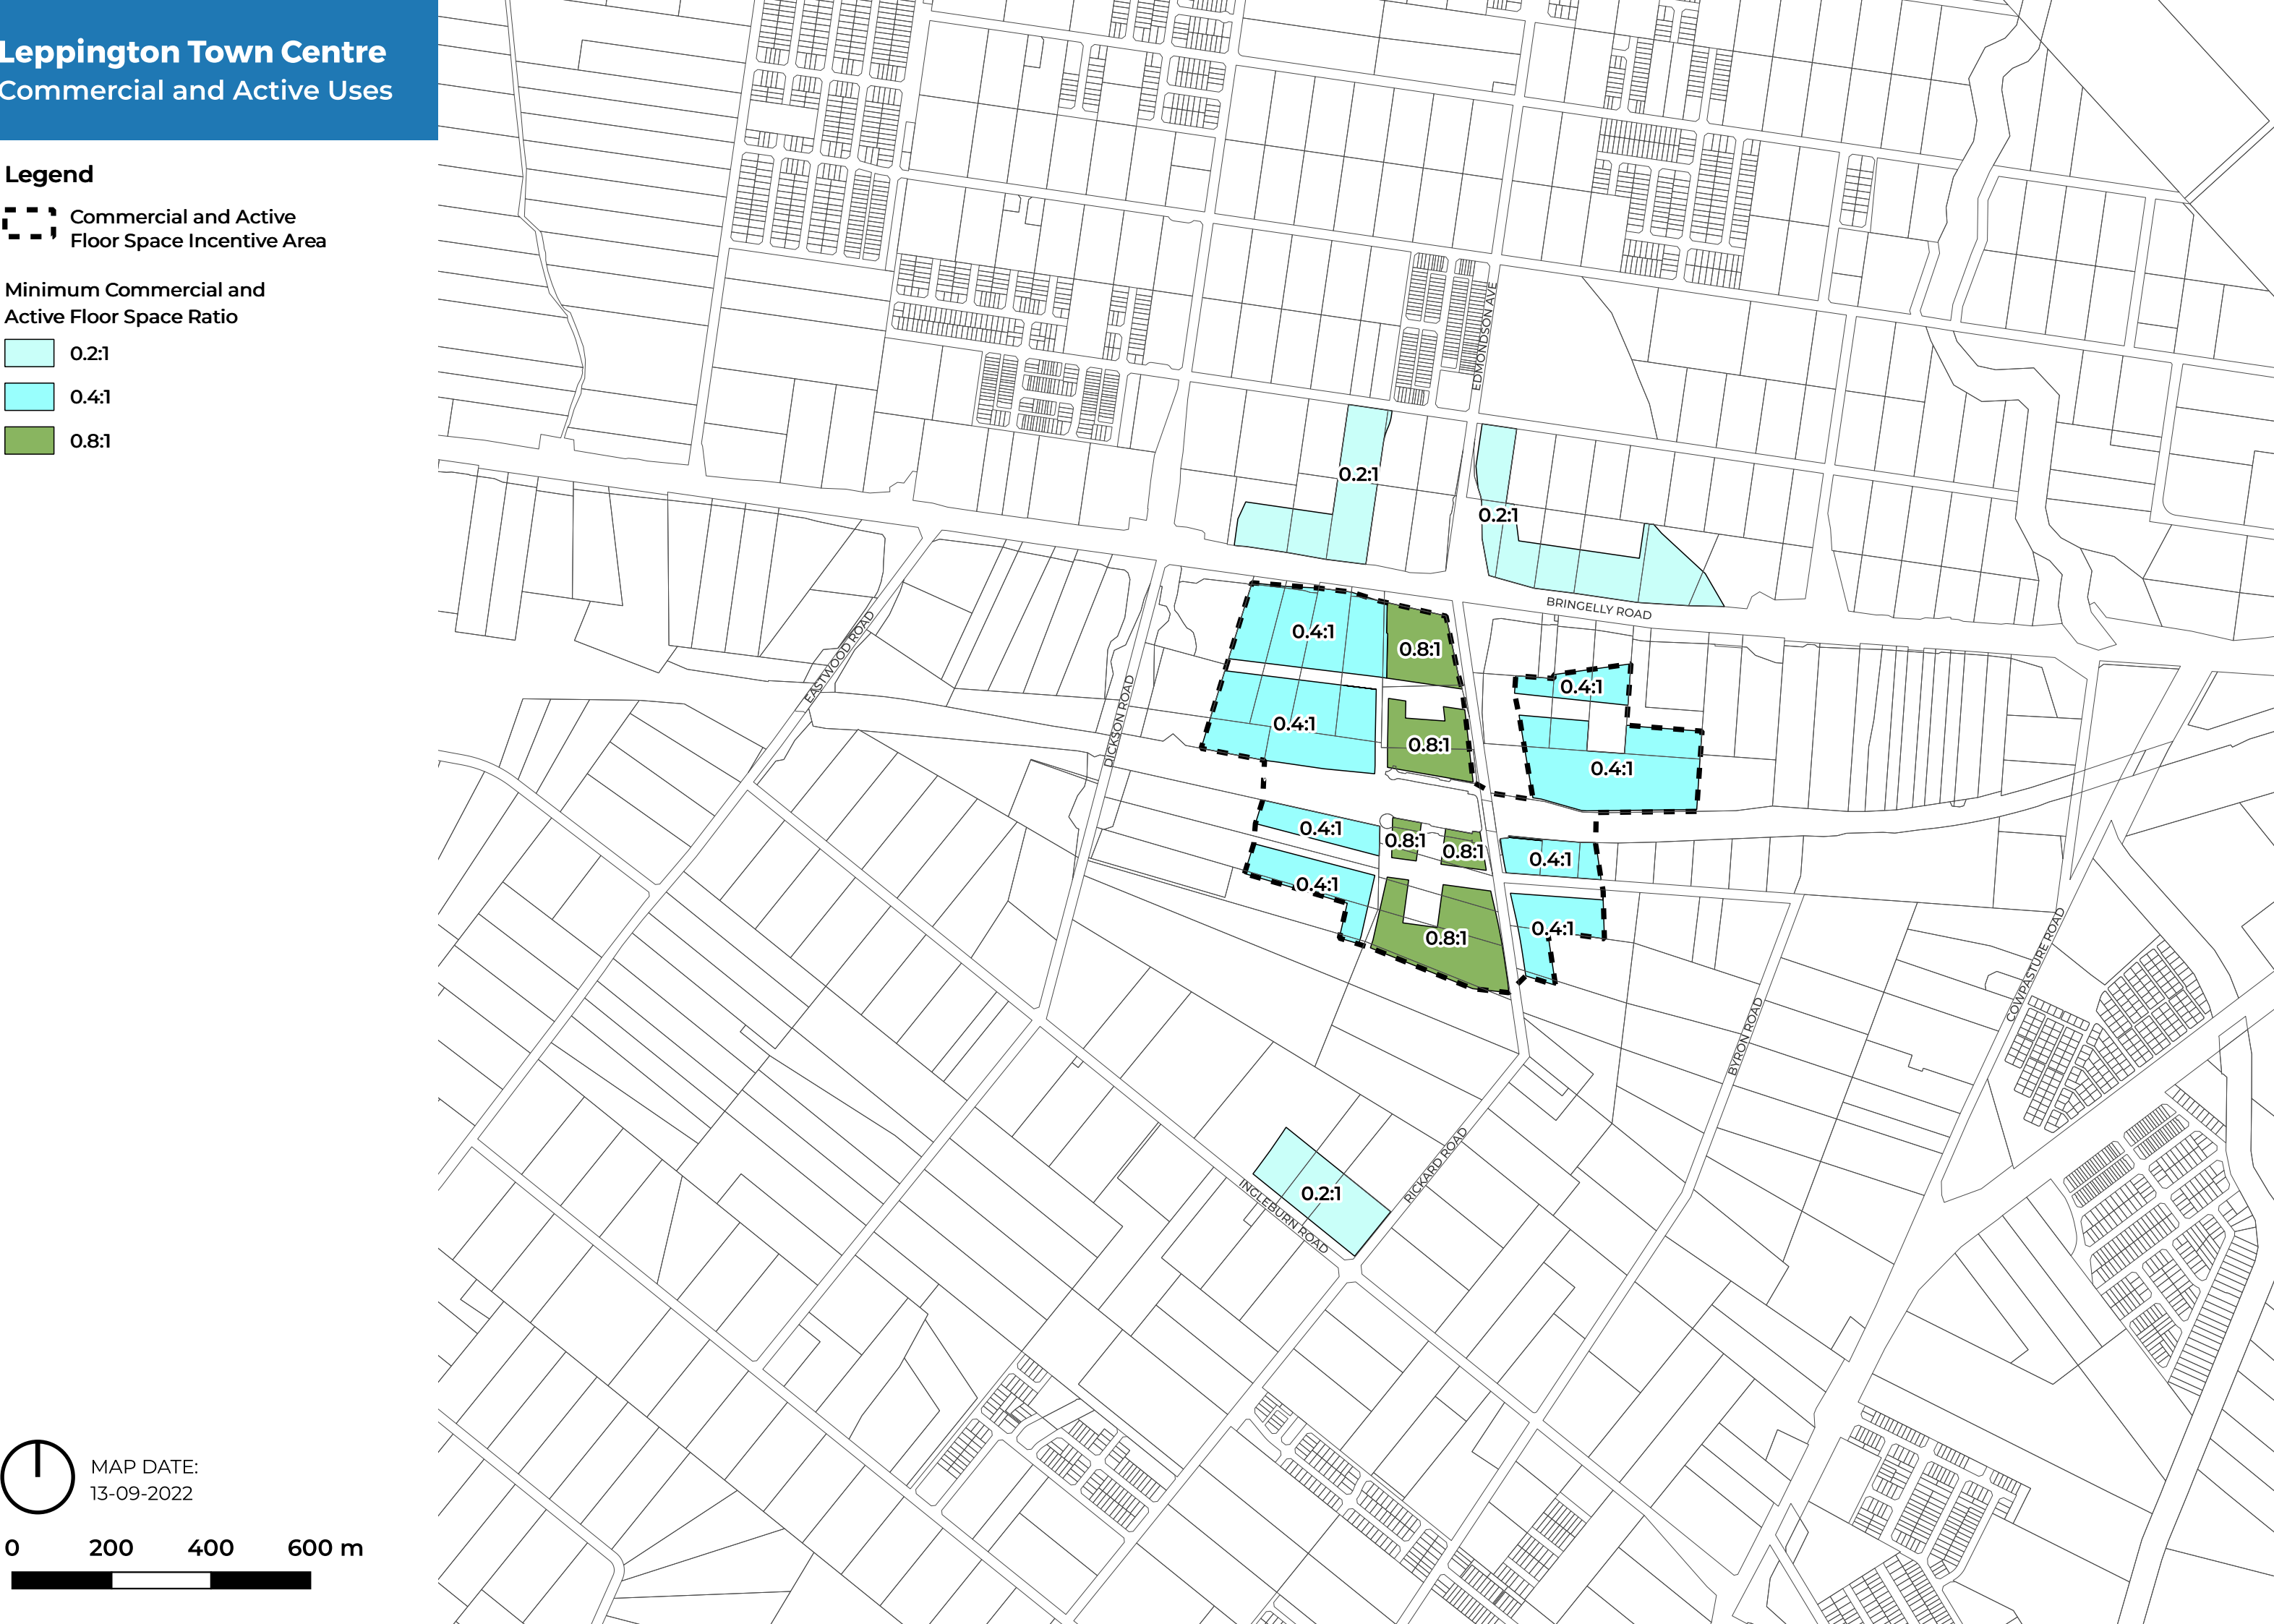 Leppington Town Centre
Commercial and Active Uses
Legend
Commercial and Active
Floor Space Incentive Area
Minimum Commercial and
Active Floor Space Ratio
0.2:1
0.4:1
0.8:1
MAP DATE:
13-09-2022
0 200 400 600 m
EDMONDSON AVE
0.2:1
0.2:1
BRINGELLY ROAD
EASTWOOD ROAD
DICKSON ROAD
0.4:1
0.8:1
0.4:1
0.4:1
0.8:1
0.4:1
0.4:1
0.8:1
0.8:1
0.4:1
0.4:1
0.8:1
0.4:1
COWPASTURE ROAD
BYRON ROAD
RICKARD ROAD
0.2:1
INGLEBURN ROAD